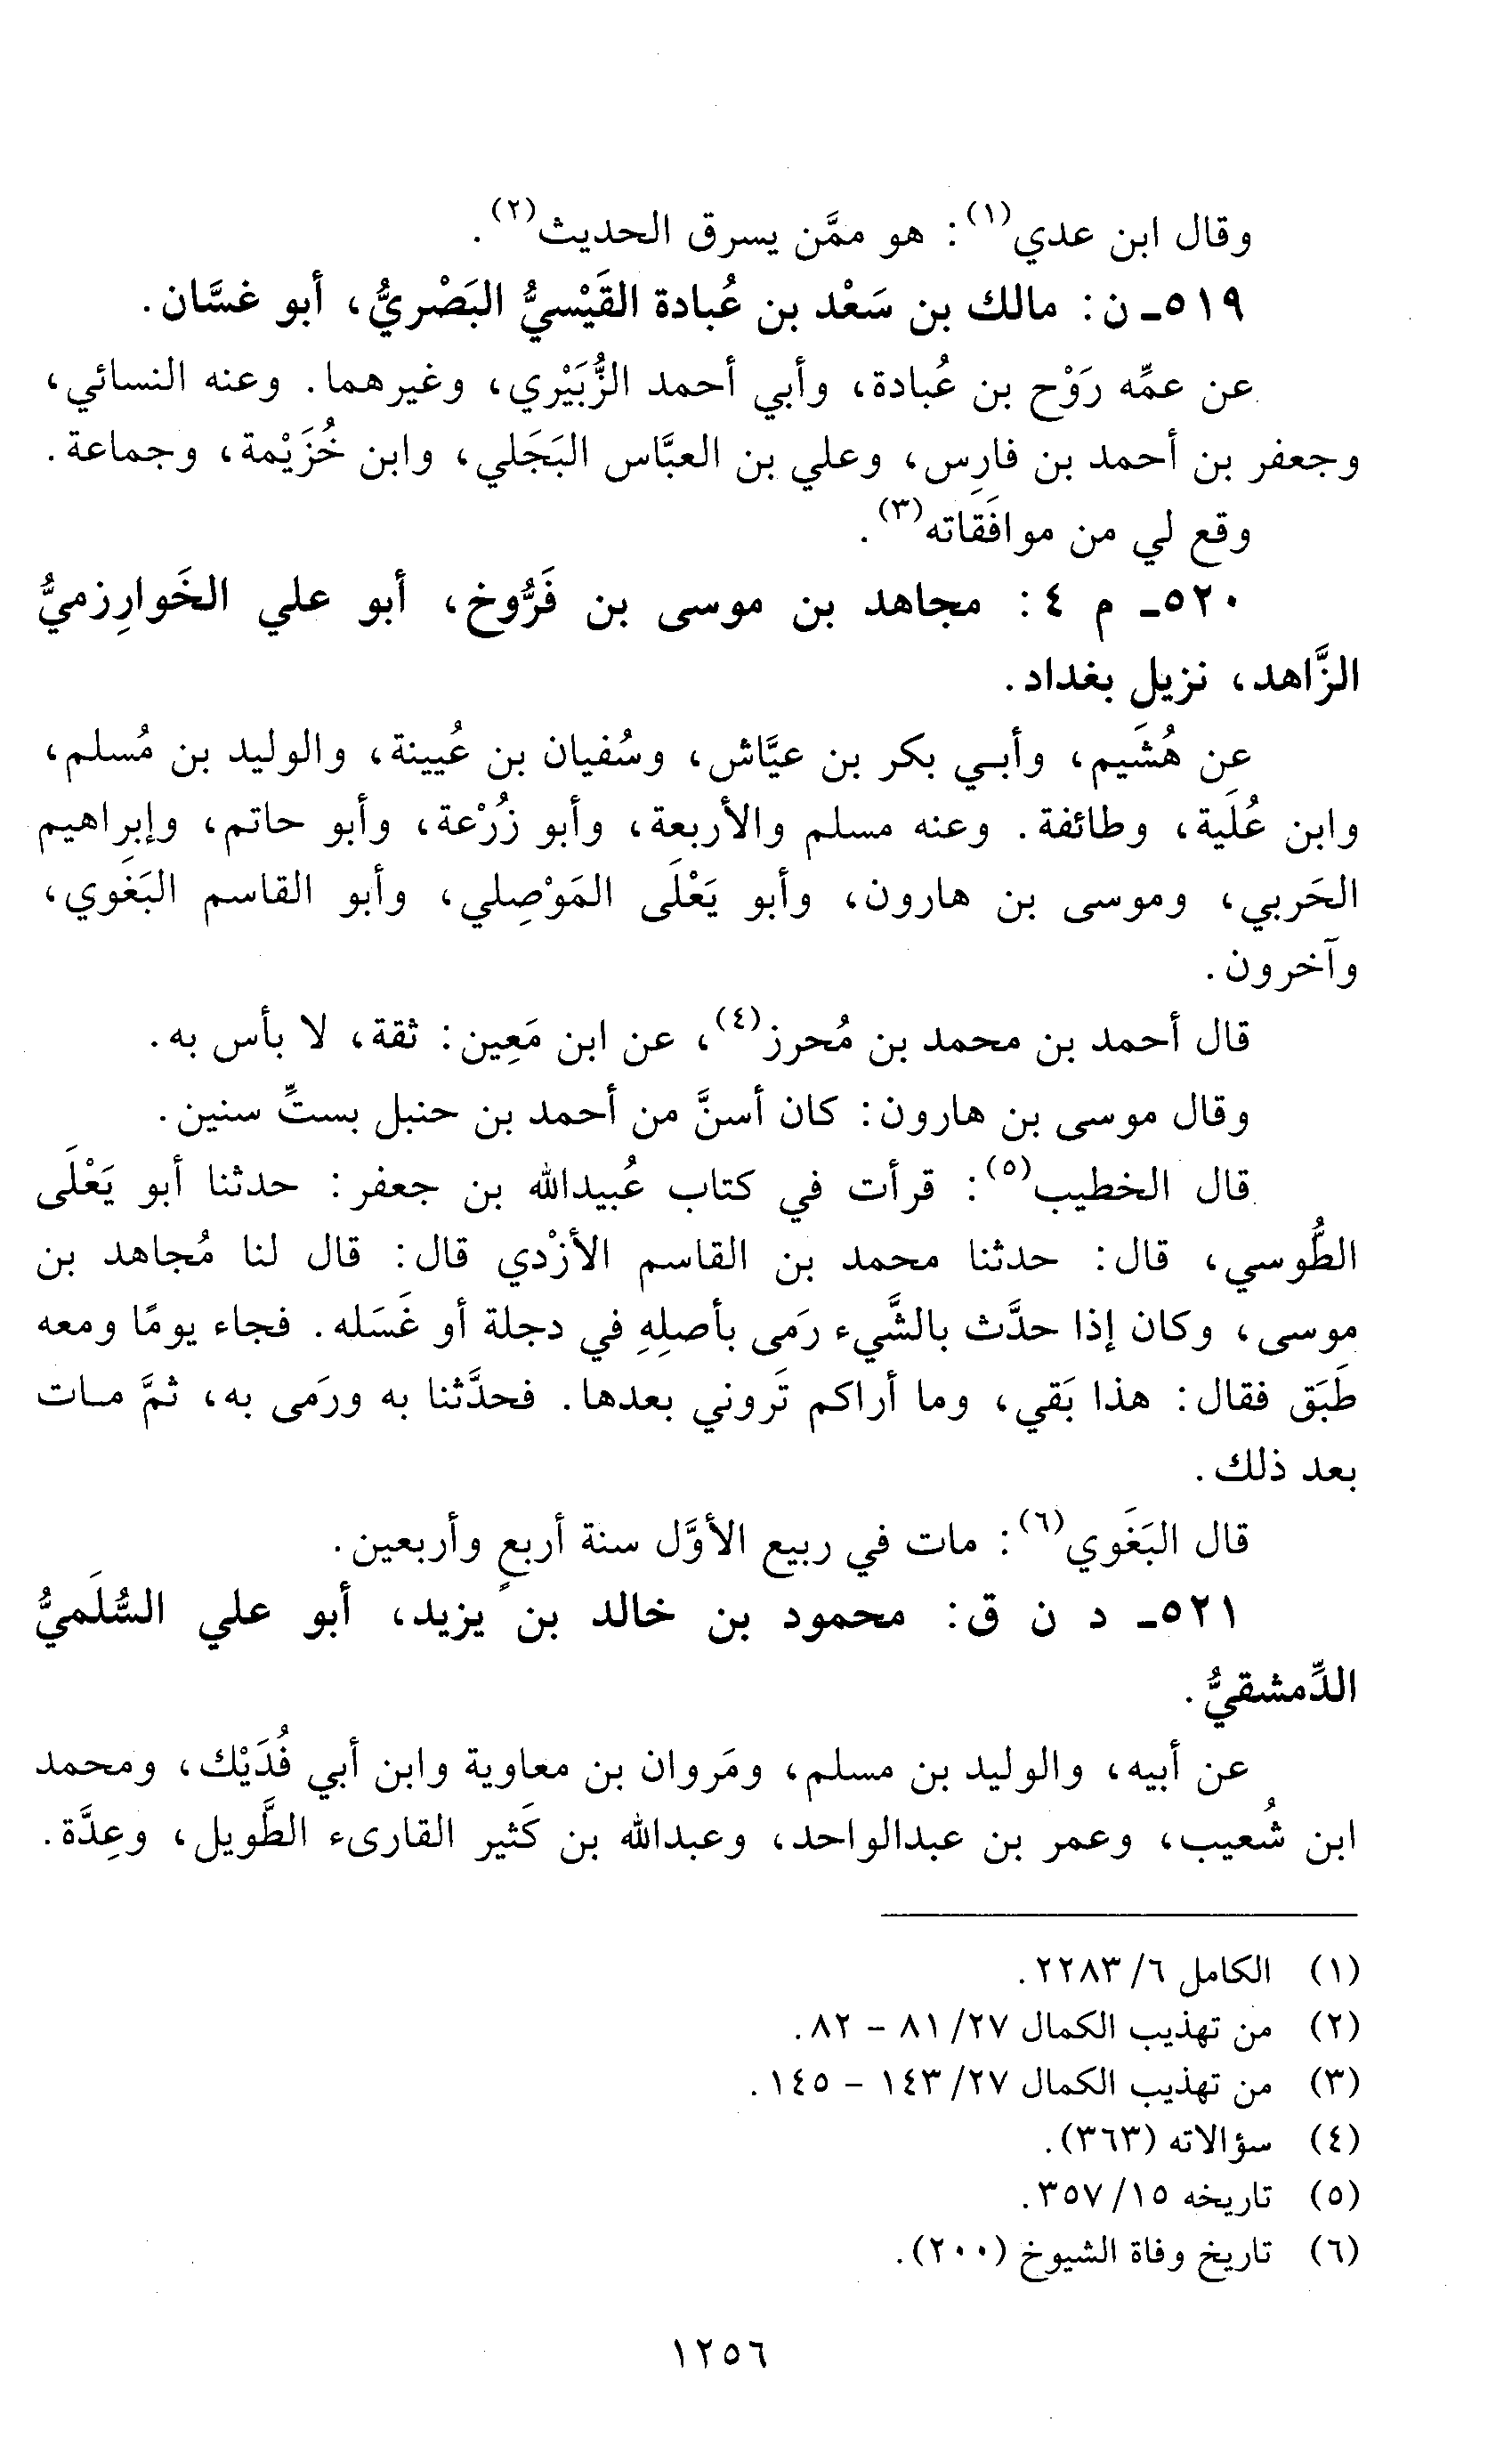 وقال ابن عدي(١): هو ممَّن يسرق الحديث(٢).
٥١٩ـ ن: مالك بن سَعْد بن عُبادة القَيْسيُّ البَصْريُّ، أبو غسَّان.
عن عمِّه رَوْح بن عُبادة، وأبي أحمد الزُّبَيْري، وغيرهما. وعنه النسائي،
وجعفر بن أحمد بن فارِس، وعلي بن العبَّاس البَجَلي، وابن خُزَيْمة، وجماعة.
وقع لي من موافَقاته(٣).
٥٢٠ـ م ٤: مجاهد بن موسى بن فَرُّوخ، أبو علي الخَوارِزميُّ
الزَّاهد، نزيل بغداد.
عن هُشَيم، وأبي بكر بن عيَّاش، وسُفيان بن عُيينة، والوليد بن مُسلم،
وابن عُلَية، وطائفة. وعنه مسلم والأربعة، وأبو زُرْعة، وأبو حاتم، وإبراهيم
الحَربي، وموسى بن هارون، وأبو يَعْلَى المَوْصِلي، وأبو القاسم البَغَوي،
وآخرون.
قال أحمد بن محمد بن مُحرز(٤)، عن ابن مَعِين: ثقة، لا بأس به.
وقال موسى بن هارون: كان أسنَّ من أحمد بن حنبل بستِّ سنين.
قال الخطيب(٥): قرأت في كتاب عُبيدالله بن جعفر: حدثنا أبو يَعْلَى
الطُّوسي، قال: حدثنا محمد بن القاسم الأزْدي قال: قال لنا مُجاهد بن
موسى، وكان إذا حدَّث بالشَّيء رَمى بأصلِهِ في دجلة أو غَسَله. فجاء يومًا ومعه
طَبَق فقال: هذا بَقي، وما أراكم تَروني بعدها. فحدَّثنا به ورَمى به، ثمَّ مات
بعد ذلك.
قال البَغَوي(٦): مات في ربيع الأوَّل سنة أربعٍ وأربعين.
٥٢١ـ د ن ق: محمود بن خالد بن يزيد، أبو علي السُّلَميُّ
الدِّمشقيُّ.
عن أبيه، والوليد بن مسلم، ومَروان بن معاوية وابن أبي فُدَيْك، ومحمد
ابن شُعيب، وعمر بن عبدالواحد، وعبدالله بن كَثير القارىء الطَّويل، وعِدَّة.
(١) الكامل ٦/ ٢٢٨٣.
(٢) من تهذيب الكمال ٢٧/ ٨١ - ٨٢.
(٣) من تهذيب الكمال ٢٧/ ١٤٣ - ١٤٥.
(٤) سؤالاته (٣٦٣).
(٥) تاريخه ١٥/ ٣٥٧.
(٦) تاريخ وفاة الشيوخ (٢٠٠).
١٢٥٦